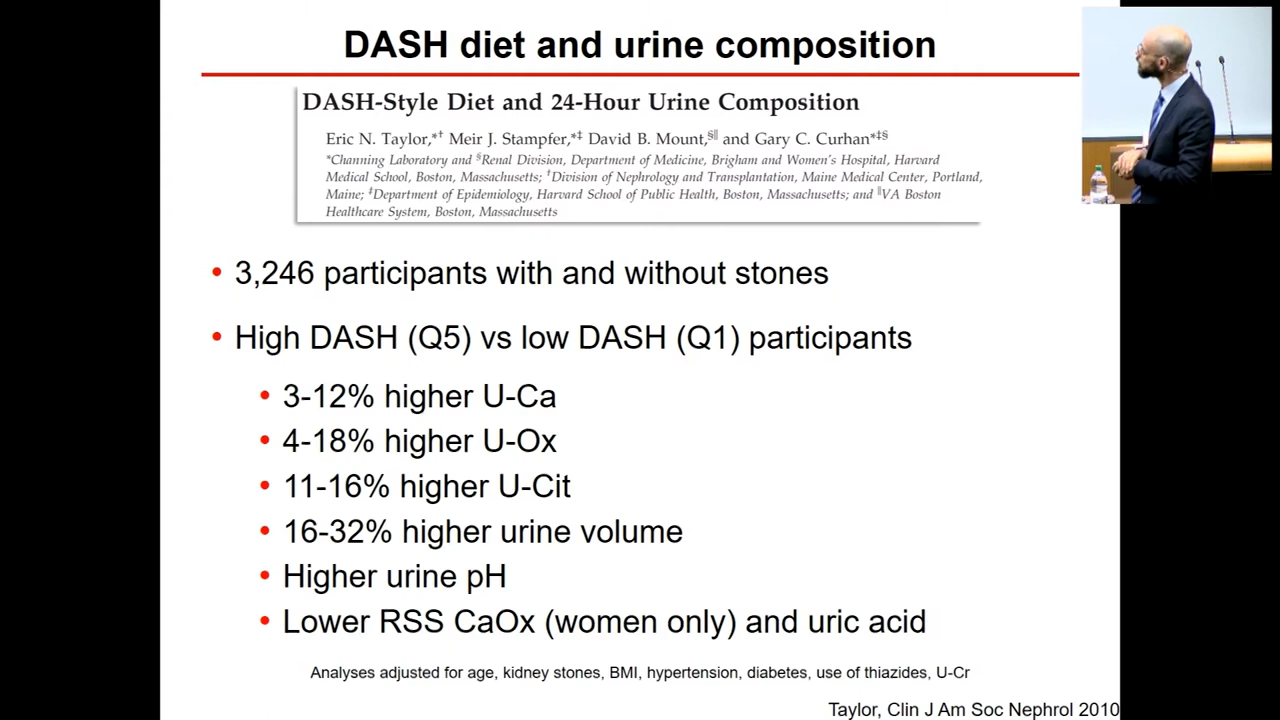 DASH diet and urine composition
DASH-Style Diet and 24-Hour Urine Composition
Eric N. Taylor,*† Meir J. Stampfer,*‡ David B. Mount,§‖ and Gary C. Curhan*‡§
*Channing Laboratory and §Renal Division, Department of Medicine, Brigham and Women's Hospital, Harvard
Medical School, Boston, Massachusetts; †Division of Nephrology and Transplantation, Maine Medical Center, Portland,
Maine; ‡Department of Epidemiology, Harvard School of Public Health, Boston, Massachusetts; and ‖VA Boston
Healthcare System, Boston, Massachusetts
• 3,246 participants with and without stones
• High DASH (Q5) vs low DASH (Q1) participants
• 3-12% higher U-Ca
• 4-18% higher U-Ox
• 11-16% higher U-Cit
• 16-32% higher urine volume
• Higher urine pH
• Lower RSS CaOx (women only) and uric acid
Analyses adjusted for age, kidney stones, BMI, hypertension, diabetes, use of thiazides, U-Cr
Taylor, Clin J Am Soc Nephrol 2010